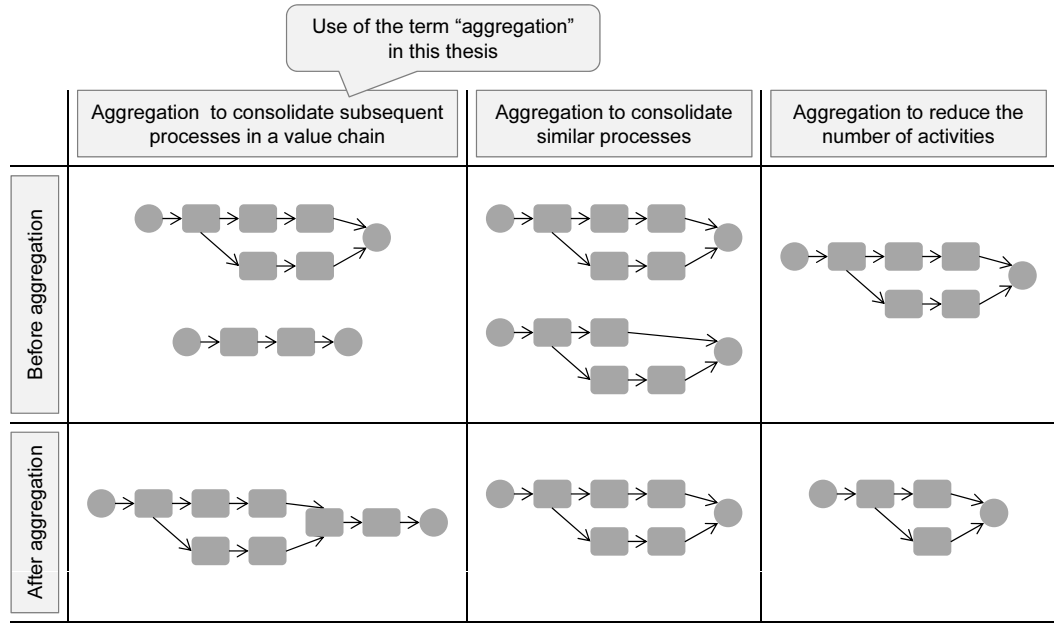 Use of the term “aggregation”
in this thesis
Aggregation to consolidate subsequent
processes in a value chain
Aggregation to consolidate
similar processes
Aggregation to reduce the
number of activities
Before aggregation
After aggregation